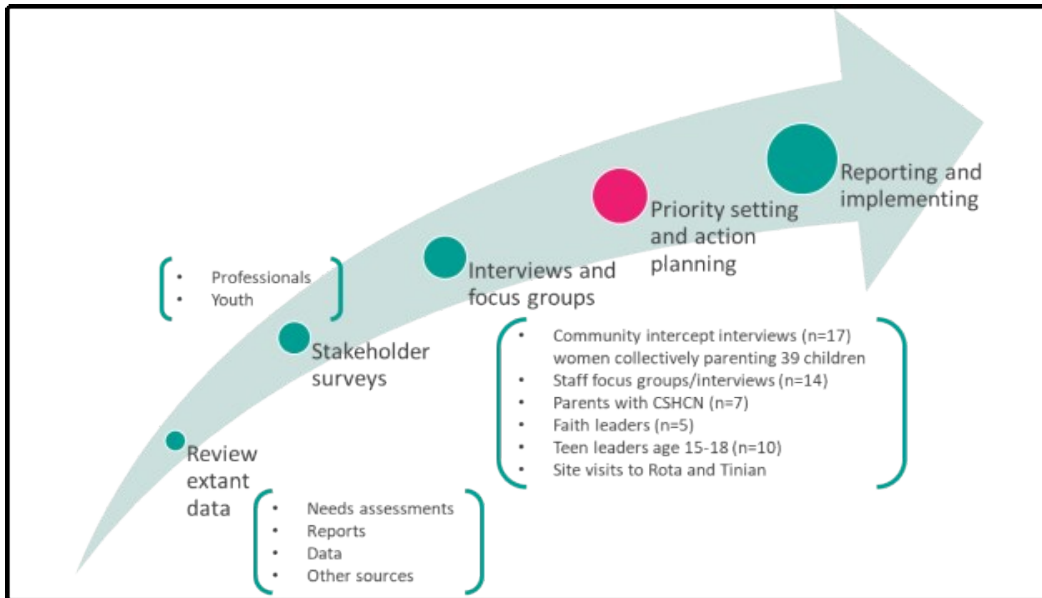 Reporting and
implementing
Priority setting
and action
planning
Interviews and
focus groups
• Professionals
• Youth
Stakeholder
surveys
• Community intercept interviews (n=17)
women collectively parenting 39 children
• Staff focus groups/interviews (n=14)
• Parents with CSHCN (n=7)
• Faith leaders (n=5)
• Teen leaders age 15-18 (n=10)
• Site visits to Rota and Tinian
Review
extant
data
• Needs assessments
• Reports
• Data
• Other sources